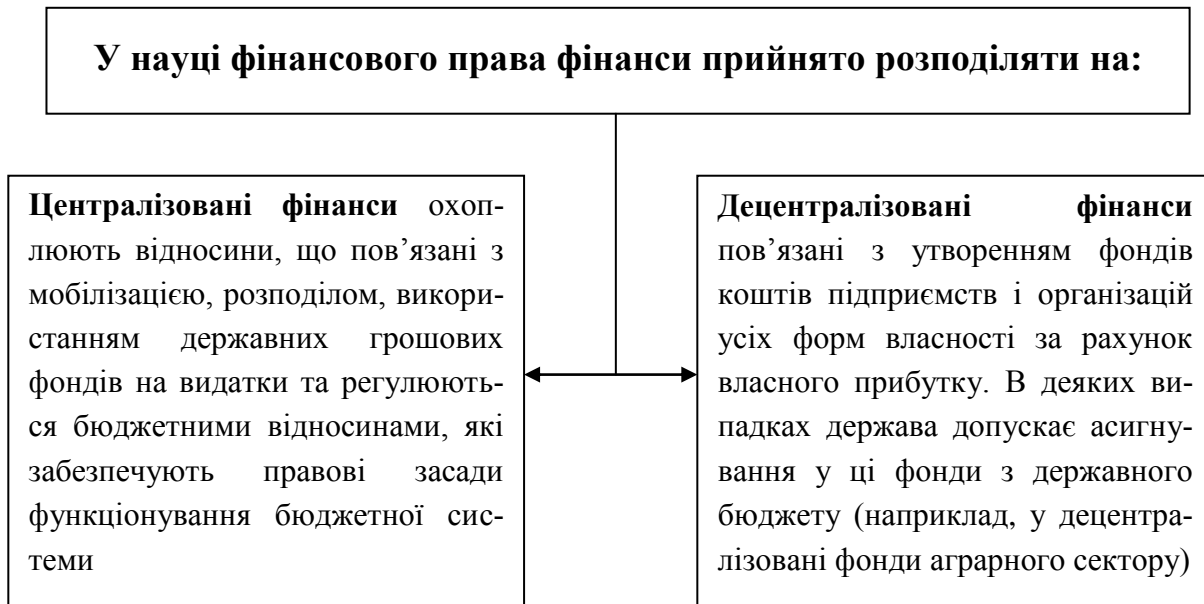 У науці фінансового права фінанси прийнято розподіляти на:
Централізовані фінанси охоп-
люють відносини, що пов’язані з
мобілізацією, розподілом, викори-
станням державних грошових
фондів на видатки та регулюють-
ся бюджетними відносинами, які
забезпечують правові засади
функціонування бюджетної сис-
теми
Децентралізовані фінанси
пов’язані з утворенням фондів
коштів підприємств і організацій
усіх форм власності за рахунок
власного прибутку. В деяких ви-
падках держава допускає асигну-
вання у ці фонди з державного
бюджету (наприклад, у децентра-
лізовані фонди аграрного сектору)